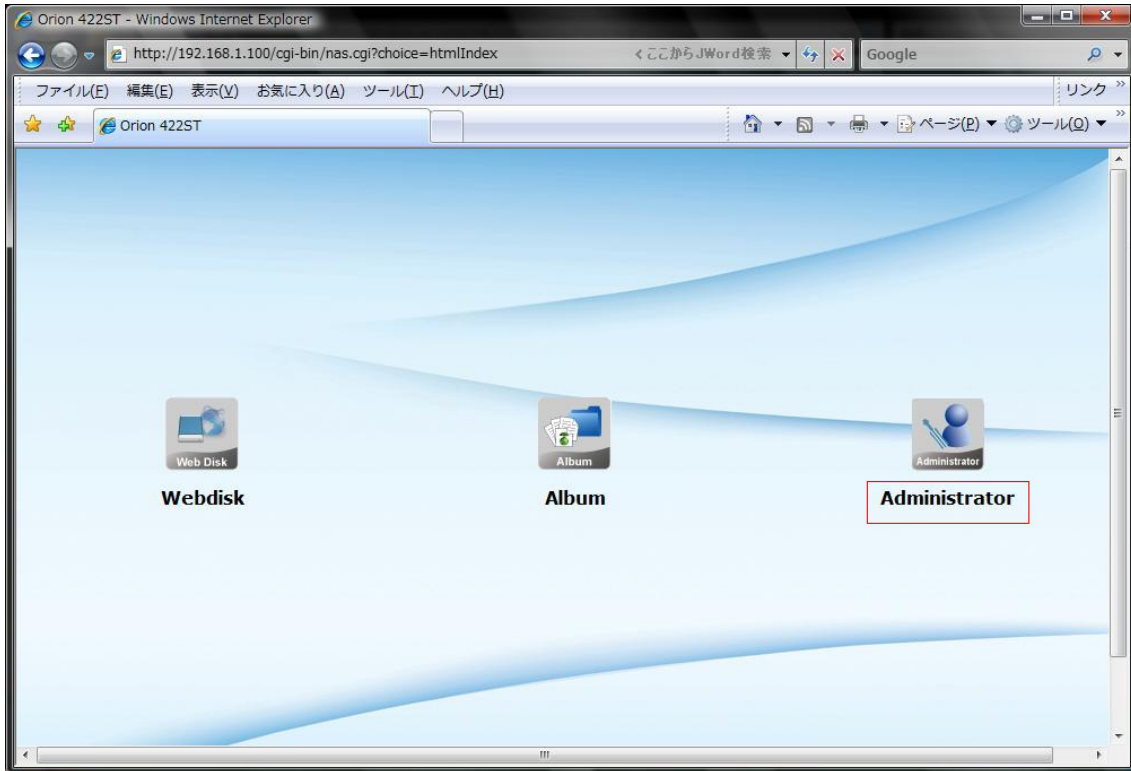 Orion 422ST - Windows Internet Explorer
http://192.168.1.100/cgi-bin/nas.cgi?choice=htmlIndex
くここからJWord検索
Google
ファイル(F) 編集(E) 表示(V) お気に入り(A) ツール(T) ヘルプ(H)
リンク »
Orion 422ST
ページ(P) ツール(O) »
Web Disk
Album
Administrator
Webdisk
Album
Administrator